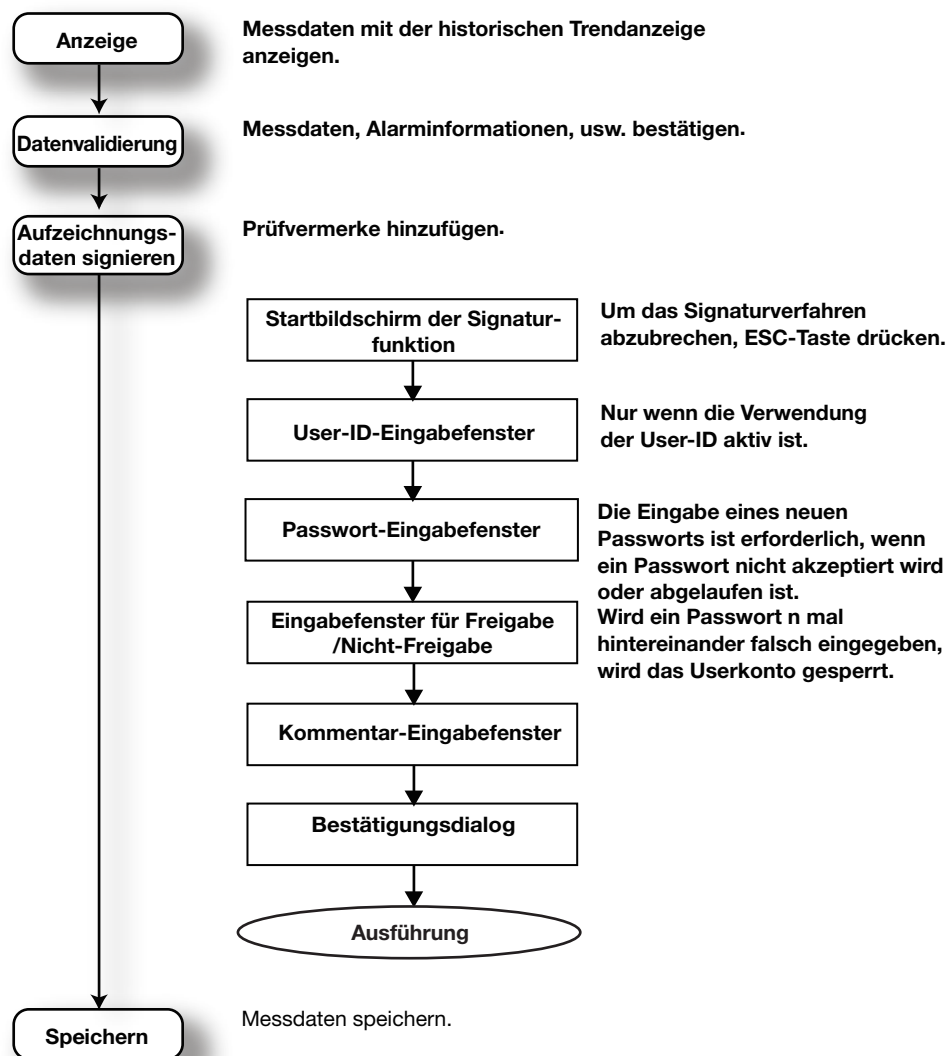 Anzeige
Messdaten mit der historischen Trendanzeige
anzeigen.
Datenvalidierung
Messdaten, Alarminformationen, usw. bestätigen.
Aufzeichnungs-
daten signieren
Prüfvermerke hinzufügen.
Startbildschirm der Signatur-
funktion
Um das Signaturverfahren
abzubrechen, ESC-Taste drücken.
User-ID-Eingabefenster
Nur wenn die Verwendung
der User-ID aktiv ist.
Passwort-Eingabefenster
Die Eingabe eines neuen
Passworts ist erforderlich, wenn
ein Passwort nicht akzeptiert wird
oder abgelaufen ist.
Wird ein Passwort n mal
hintereinander falsch eingegeben,
wird das Userkonto gesperrt.
Eingabefenster für Freigabe
/Nicht-Freigabe
Kommentar-Eingabefenster
Bestätigungsdialog
Ausführung
Speichern
Messdaten speichern.